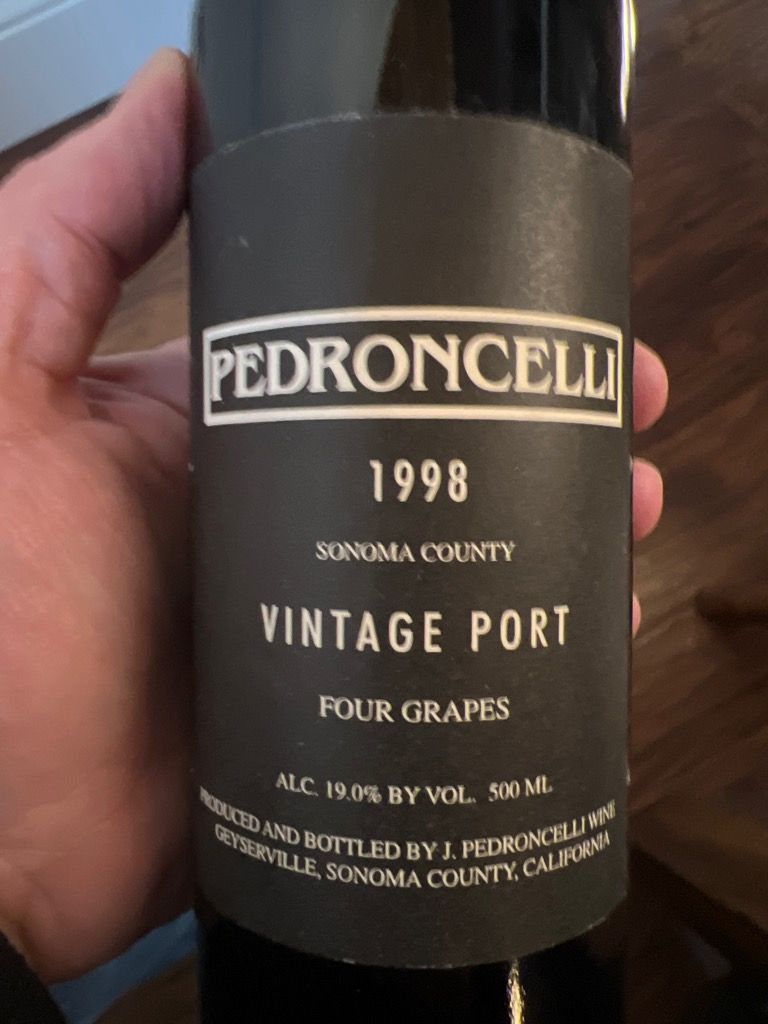 PEDRONCELLI
1998
SONOMA COUNTY
VINTAGE PORT
FOUR GRAPES
ALC. 19.0% BY VOL. 500 ML
PRODUCED AND BOTTLED BY J. PEDRONCELLI WINE
GEYSERVILLE, SONOMA COUNTY, CALIFORNIA